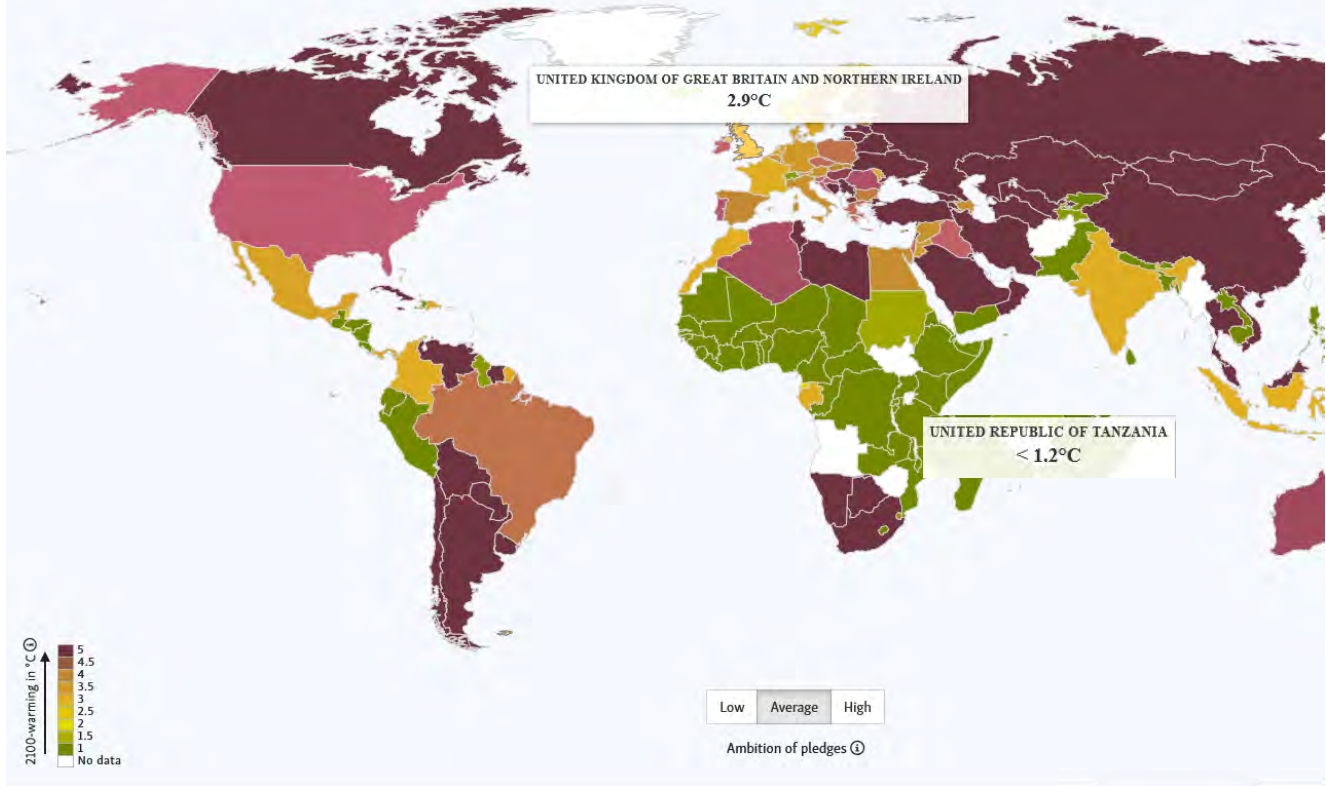 UNITED KINGDOM OF GREAT BRITAIN AND NORTHERN IRELAND
2.9°C
UNITED REPUBLIC OF TANZANIA
< 1.2°C
2100-warming in °C ⓘ
5
4.5
4
3.5
3
2.5
2
1.5
1
No data
Low Average High
Ambition of pledges ⓘ